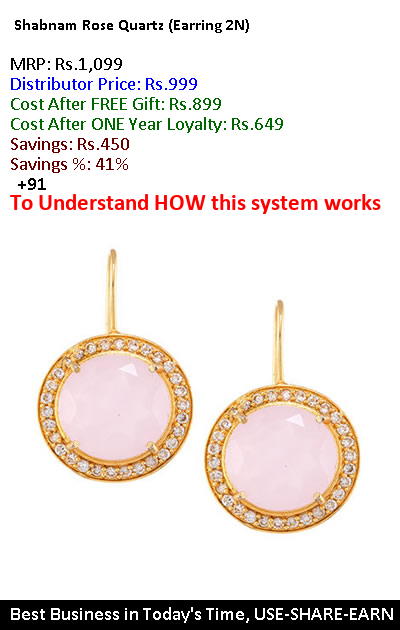 Shabnam Rose Quartz (Earring 2N)
MRP: Rs.1,099
Distributor Price: Rs.999
Cost After FREE Gift: Rs.899
Cost After ONE Year Loyalty: Rs.649
Savings: Rs.450
Savings %: 41%
+91
To Understand HOW this system works
Best Business in Today's Time, USE-SHARE-EARN